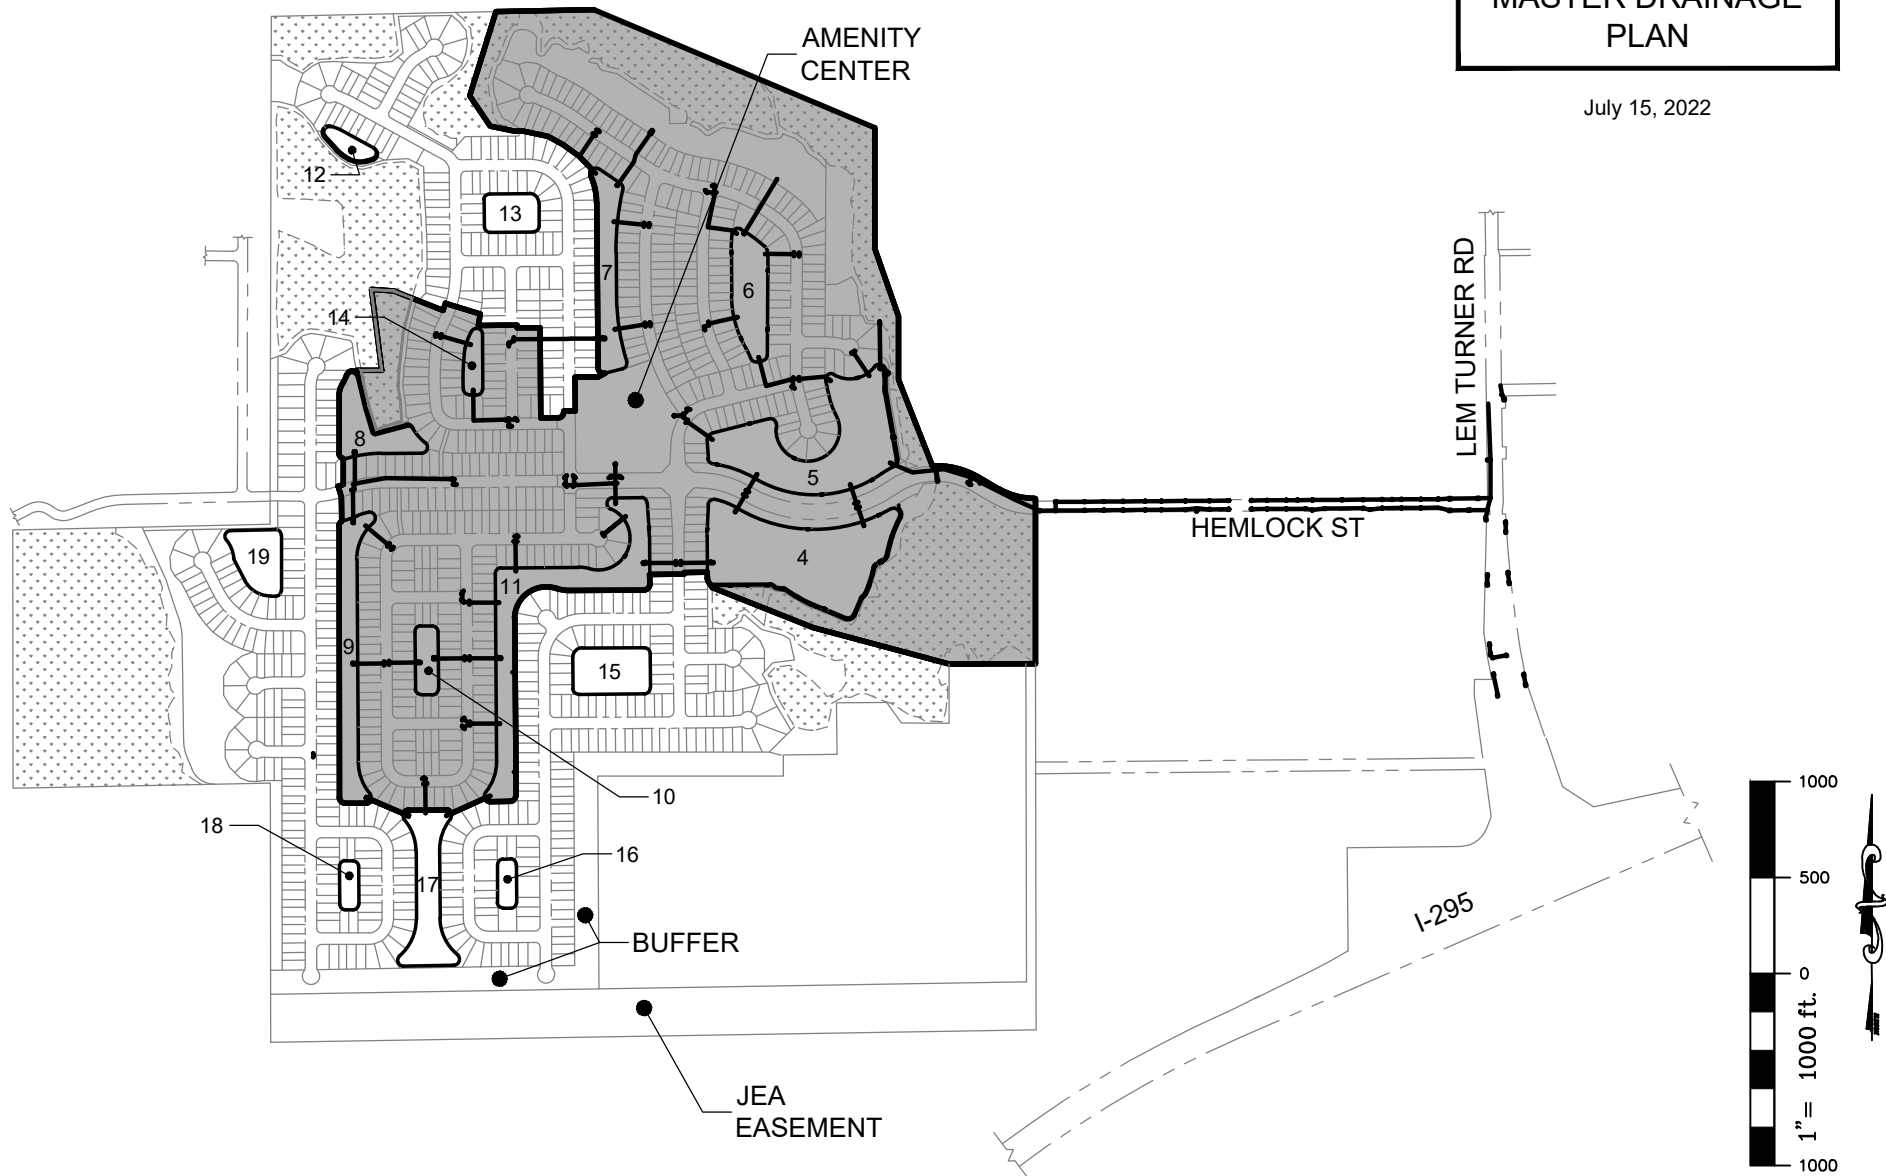 MASTER DRAINAGE
PLAN
July 15, 2022
AMENITY
CENTER
12
13
7
6
14
8
5
4
LEM TURNER RD
HEMLOCK ST
19
11
9
15
10
18
16
17
BUFFER
I-295
JEA
EASEMENT
1000
500
0
1000
1"= 1000 ft.